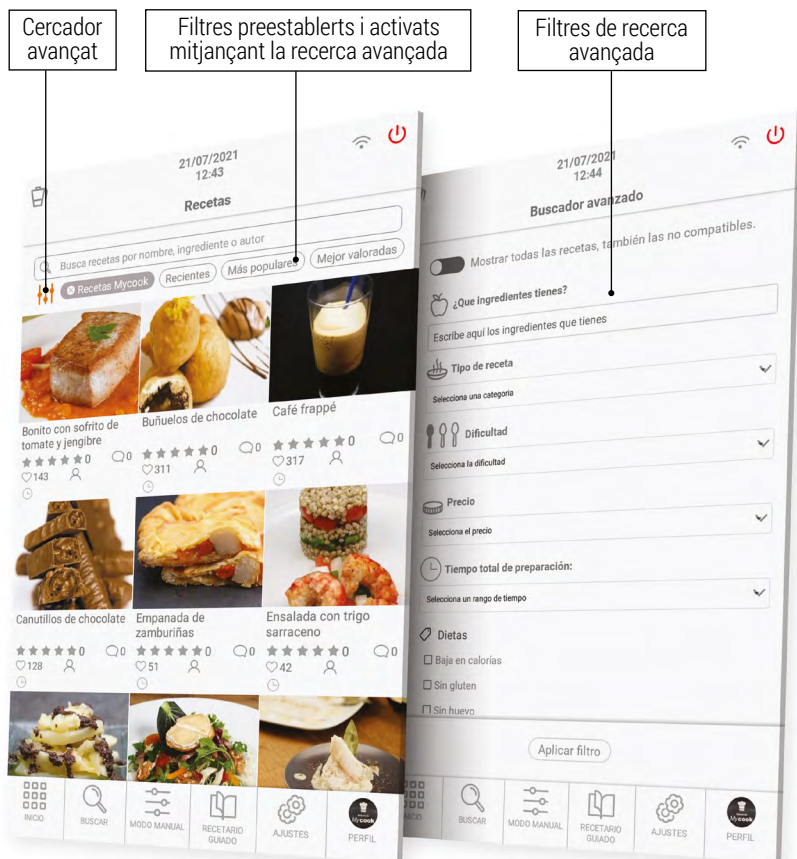 Cercador
avançat
Filtres preestablerts i activats
mitjançant la recerca avançada
Filtres de recerca
avançada
21/07/2021
12:43
Recetas
Busca recetas por nombre, ingrediente o autor
Recetas Mycook
Recientes
Más populares
Mejor valoradas
Bonito con sofrito de
tomate y jengibre
0
0
143
Buñuelos de chocolate
0
0
311
Café frappé
0
0
317
Canutillos de chocolate
0
0
128
Empanada de
zamburiñas
0
0
51
Ensalada con trigo
sarraceno
0
0
42
INICIO
BUSCAR
MODO MANUAL
RECETARIO
GUIADO
AJUSTES
Mycook
PERFIL
21/07/2021
12:44
Buscador avanzado
Mostrar todas las recetas, también las no compatibles.
¿Que ingredientes tienes?
Escribe aquí los ingredientes que tienes
Tipo de receta
Selecciona una categoria
Dificultad
Selecciona la dificultad
Precio
Selecciona el precio
Tiempo total de preparación:
Selecciona un rango de tiempo
Dietas
Baja en calorías
Sin gluten
Sin huevo
Aplicar filtro
BUSCAR
MODO MANUAL
RECETARIO
GUIADO
AJUSTES
Mycook
PERFIL